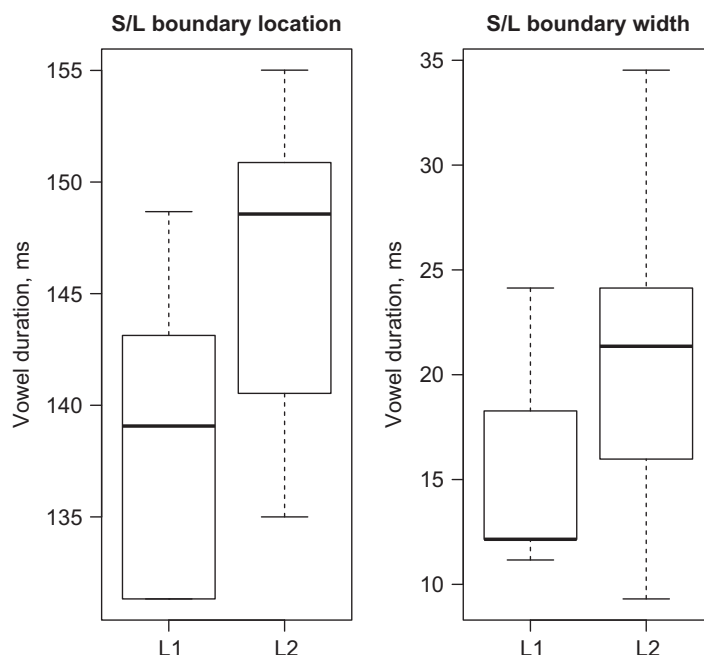 S/L boundary location
Vowel duration, ms
155
150
145
140
135
L1 L2
S/L boundary width
Vowel duration, ms
35
30
25
20
15
10
L1 L2